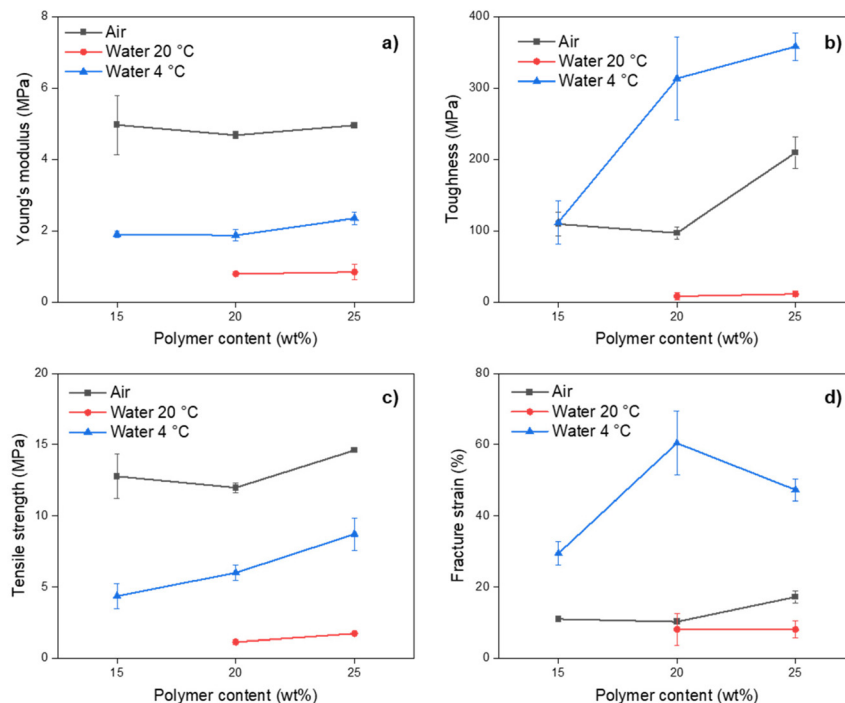 8
6
4
2
0
Young's modulus (MPa)
Air
Water 20 °C
Water 4 °C
a)
15
20
25
Polymer content (wt%)
400
300
200
100
0
Toughness (MPa)
Air
Water 20 °C
Water 4 °C
b)
15
20
25
Polymer content (wt%)
20
15
10
5
0
Tensile strength (MPa)
Air
Water 20 °C
Water 4 °C
c)
15
20
25
Polymer content (wt%)
80
60
40
20
0
Fracture strain (%)
Air
Water 20 °C
Water 4 °C
d)
15
20
25
Polymer content (wt%)